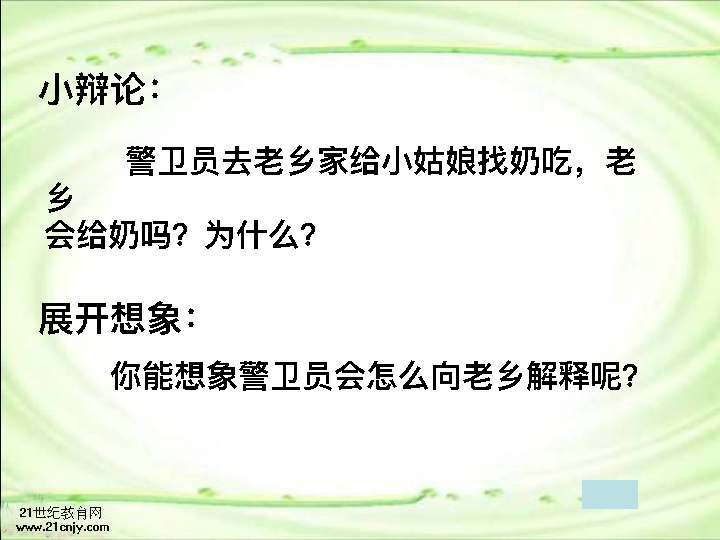 小辩论：
警卫员去老乡家给小姑娘找奶吃，老
乡
会给奶吗？为什么？
展开想象：
你能想象警卫员会怎么向老乡解释呢？
21世纪教育网
www.21cnjy.com